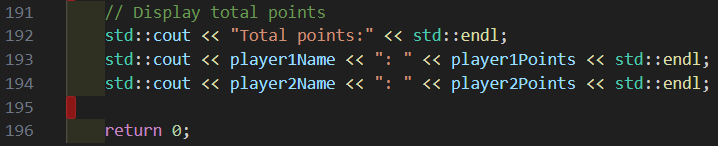 191 // Display total points
192 std::cout << "Total points:" << std::endl;
193 std::cout << player1Name << ": " << player1Points << std::endl;
194 std::cout << player2Name << ": " << player2Points << std::endl;
195
196 return 0;